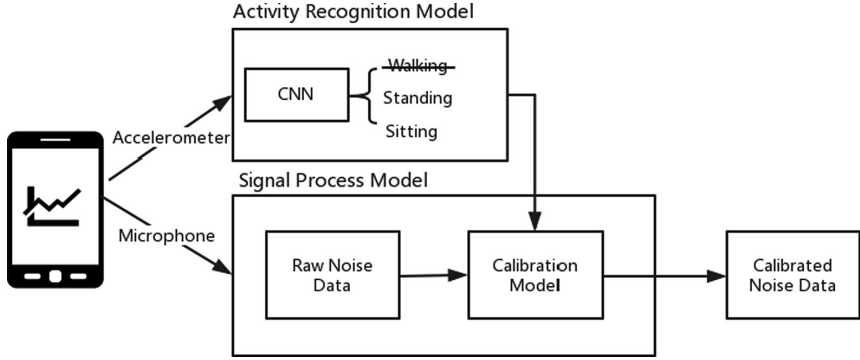 Activity Recognition Model
CNN
Walking
Standing
Sitting
Accelerometer
Signal Process Model
Microphone
Raw Noise
Data
Calibration
Model
Calibrated
Noise Data